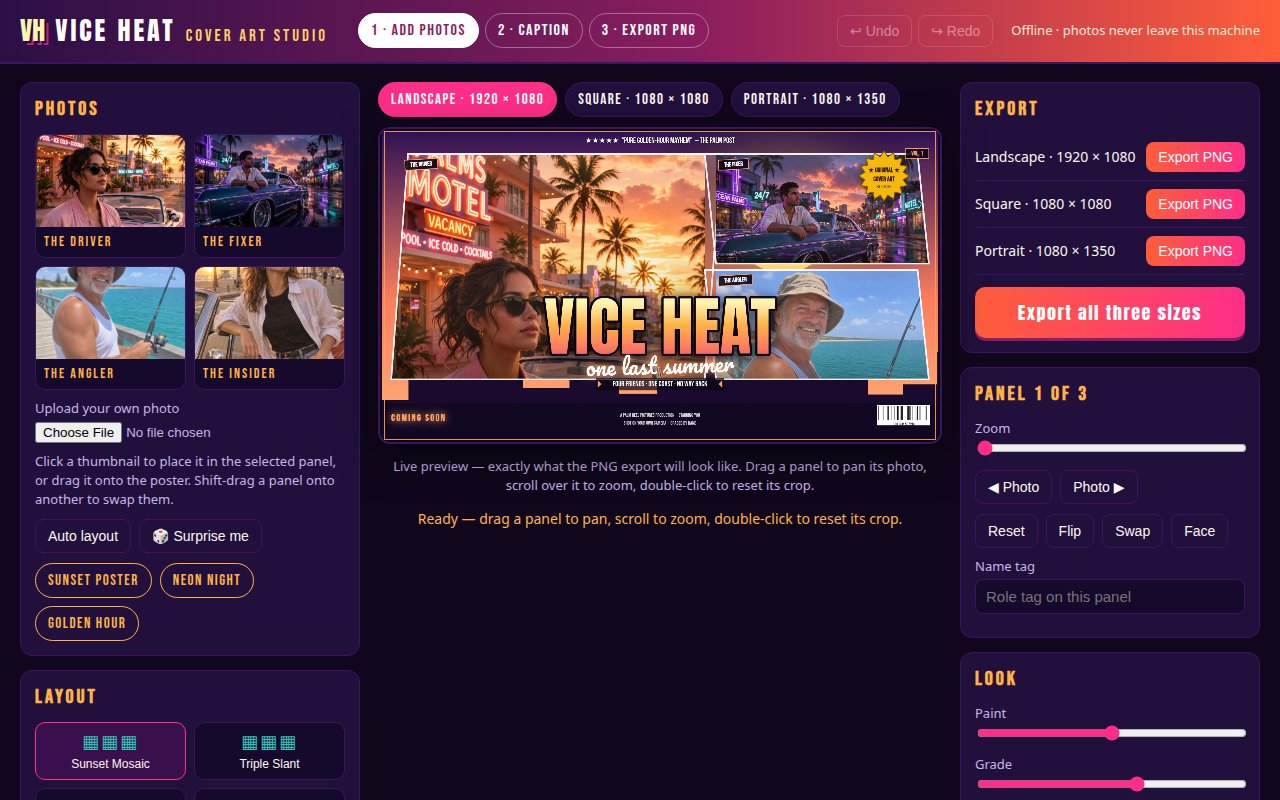 VH VICE HEAT COVER ART STUDIO
1 · ADD PHOTOS
2 · CAPTION
3 · EXPORT PNG
↩ Undo
↪ Redo
Offline · photos never leave this machine
PHOTOS
THE DRIVER
THE FIXER
THE ANGLER
THE INSIDER
Upload your own photo
Choose File No file chosen
Click a thumbnail to place it in the selected panel,
or drag it onto the poster. Shift-drag a panel onto
another to swap them.
Auto layout
🎲 Surprise me
SUNSET POSTER
NEON NIGHT
GOLDEN HOUR
LAYOUT
Sunset Mosaic
Triple Slant
LANDSCAPE · 1920 × 1080
SQUARE · 1080 × 1080
PORTRAIT · 1080 × 1350
★★★★★ "PURE GOLDEN-HOUR MAYHEM" — THE PALM POST
VOL. 1
THE DRIVER
THE FIXER
★ ORIGINAL ★
COVER ART
PALMS
MOTEL
VACANCY
POOL • ICE COLD • COCKTAILS
24/7
OCEAN PALMS
MOTEL
THE ANGLER
VICE HEAT
one last summer
FOUR FRIENDS · ONE COAST · NO WAY BACK
COMING SOON
Live preview — exactly what the PNG export will look like. Drag a panel to pan its photo,
scroll over it to zoom, double-click to reset its crop.
Ready — drag a panel to pan, scroll to zoom, double-click to reset its crop.
EXPORT
Landscape · 1920 × 1080 Export PNG
Square · 1080 × 1080 Export PNG
Portrait · 1080 × 1350 Export PNG
Export all three sizes
PANEL 1 OF 3
Zoom
◀ Photo
Photo ▶
Reset
Flip
Swap
Face
Name tag
Role tag on this panel
LOOK
Paint
Grade